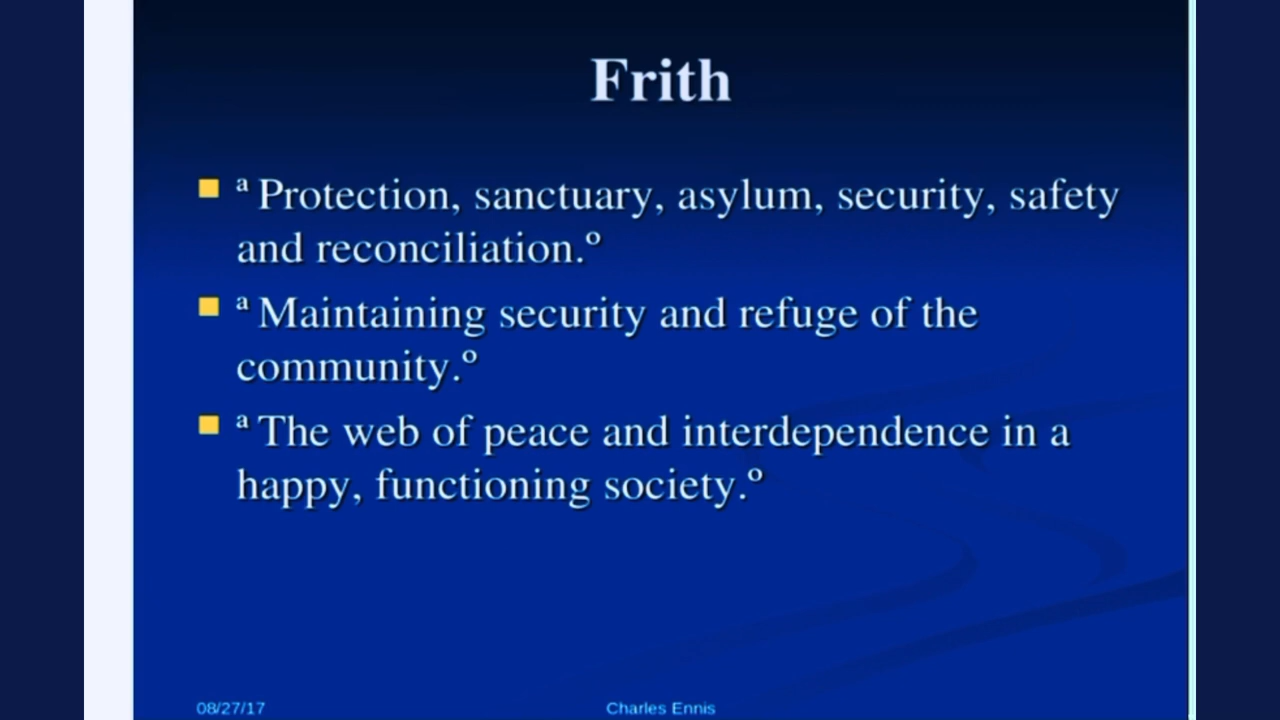 Frith
ª Protection, sanctuary, asylum, security, safety
and reconciliation.º
ª Maintaining security and refuge of the
community.º
ª The web of peace and interdependence in a
happy, functioning society.º
08/27/17
Charles Ennis